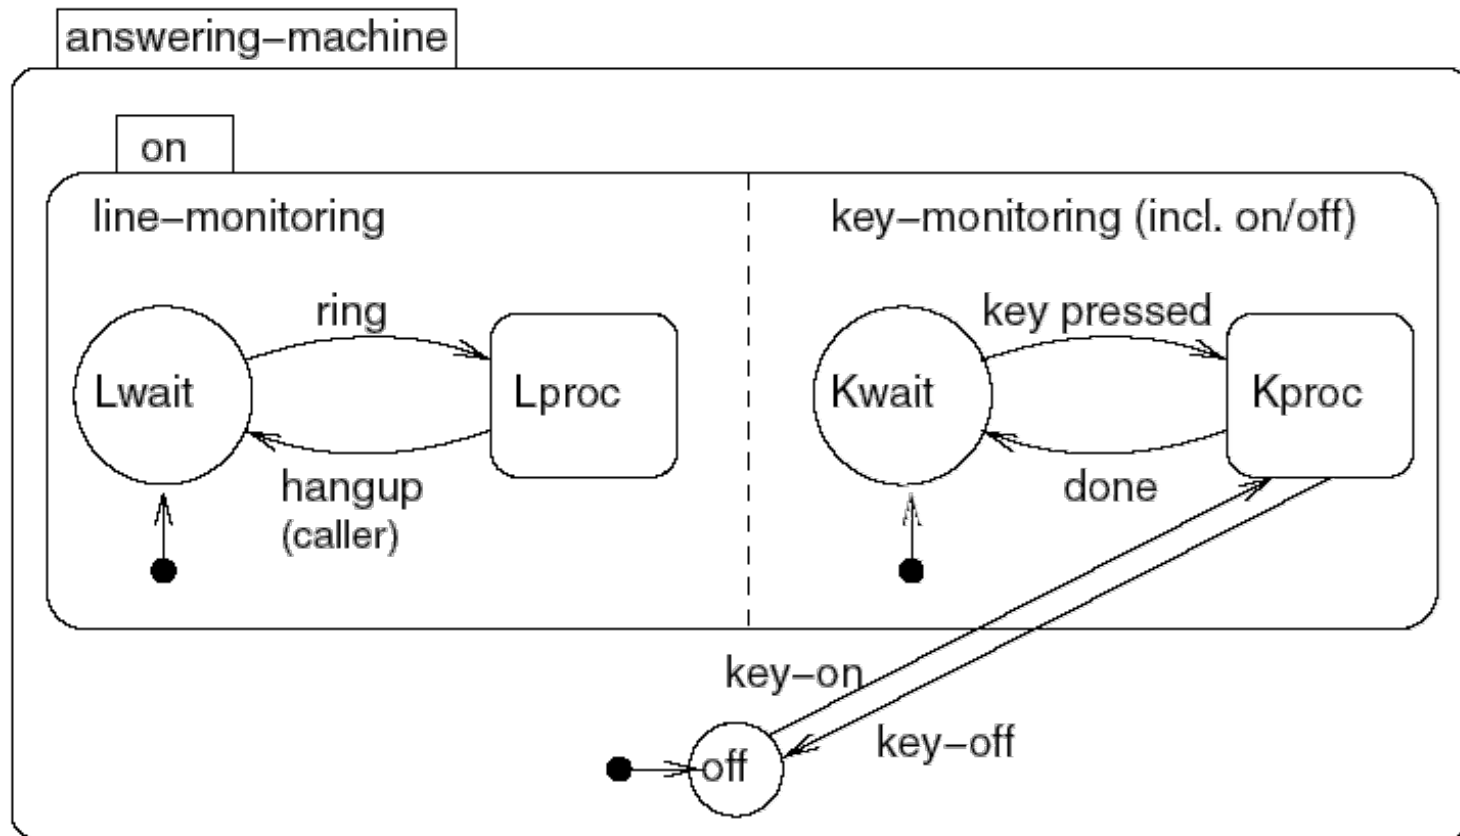 answering–machine
on
line–monitoring
key–monitoring (incl. on/off)
ring
key pressed
Lwait
Lproc
Kwait
Kproc
hangup
(caller)
done
key–on
key–off
off